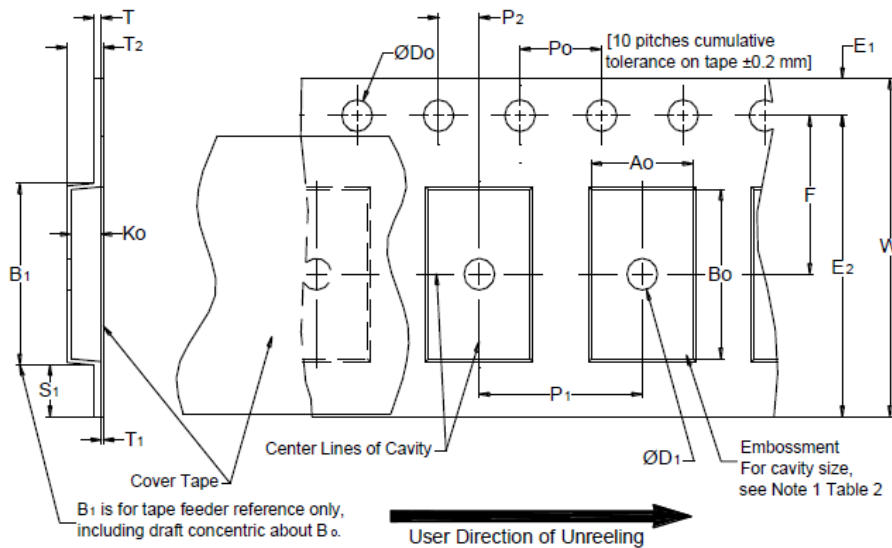 T
P2
T2
ØDo
Po
[10 pitches cumulative
tolerance on tape ±0.2 mm]
E1
Ao
F
Ko
B1
Bo
E2
W
S1
P1
T1
Center Lines of Cavity
ØD1
Embossment
For cavity size,
see Note 1 Table 2
Cover Tape
B1 is for tape feeder reference only,
including draft concentric about B o.
User Direction of Unreeling